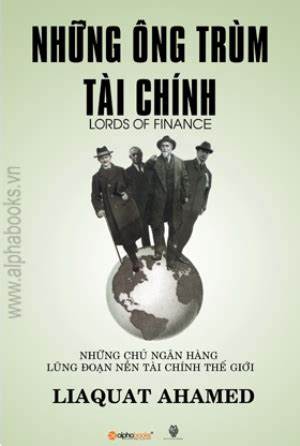 NHỮNG ÔNG TRÙM
TÀI CHÍNH
LORDS OF FINANCE
www.alphabooks.vn
NHỮNG CHỦ NGÂN HÀNG
LŨNG ĐOẠN NỀN TÀI CHÍNH THẾ GIỚI
LIAQUAT AHAMED
alphabooks